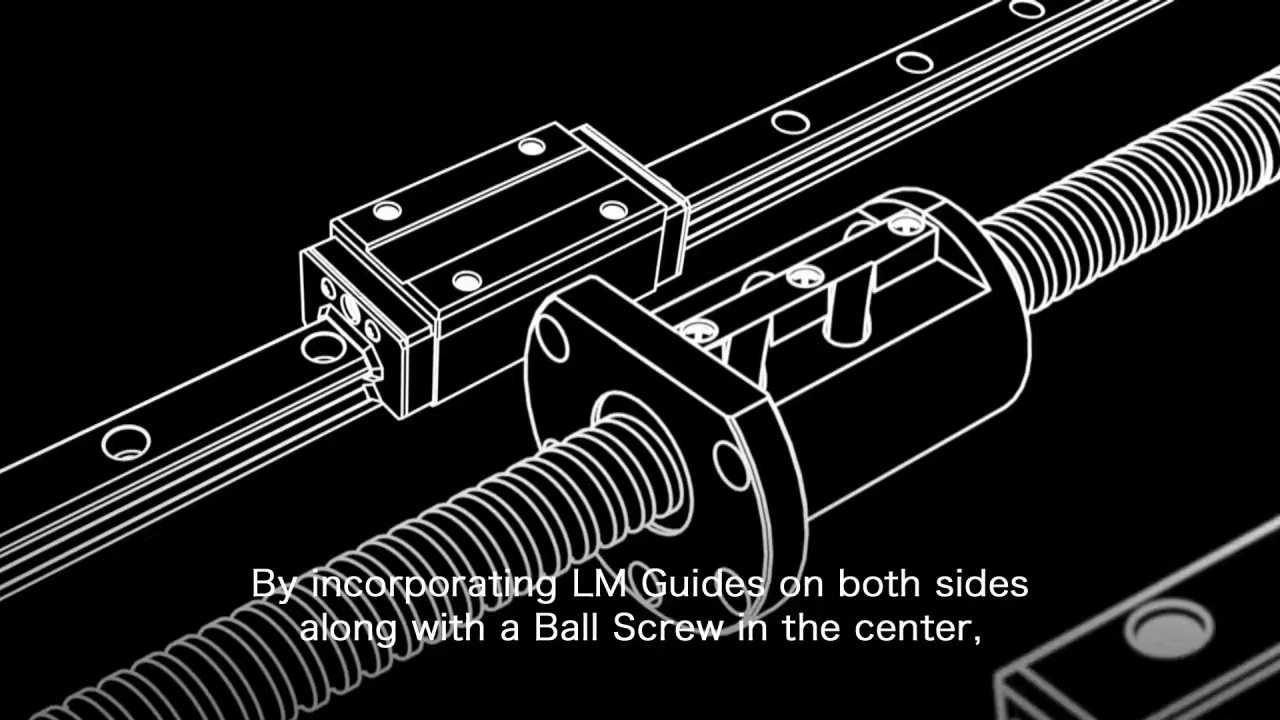 By incorporating LM Guides on both sides
along with a Ball Screw in the center,